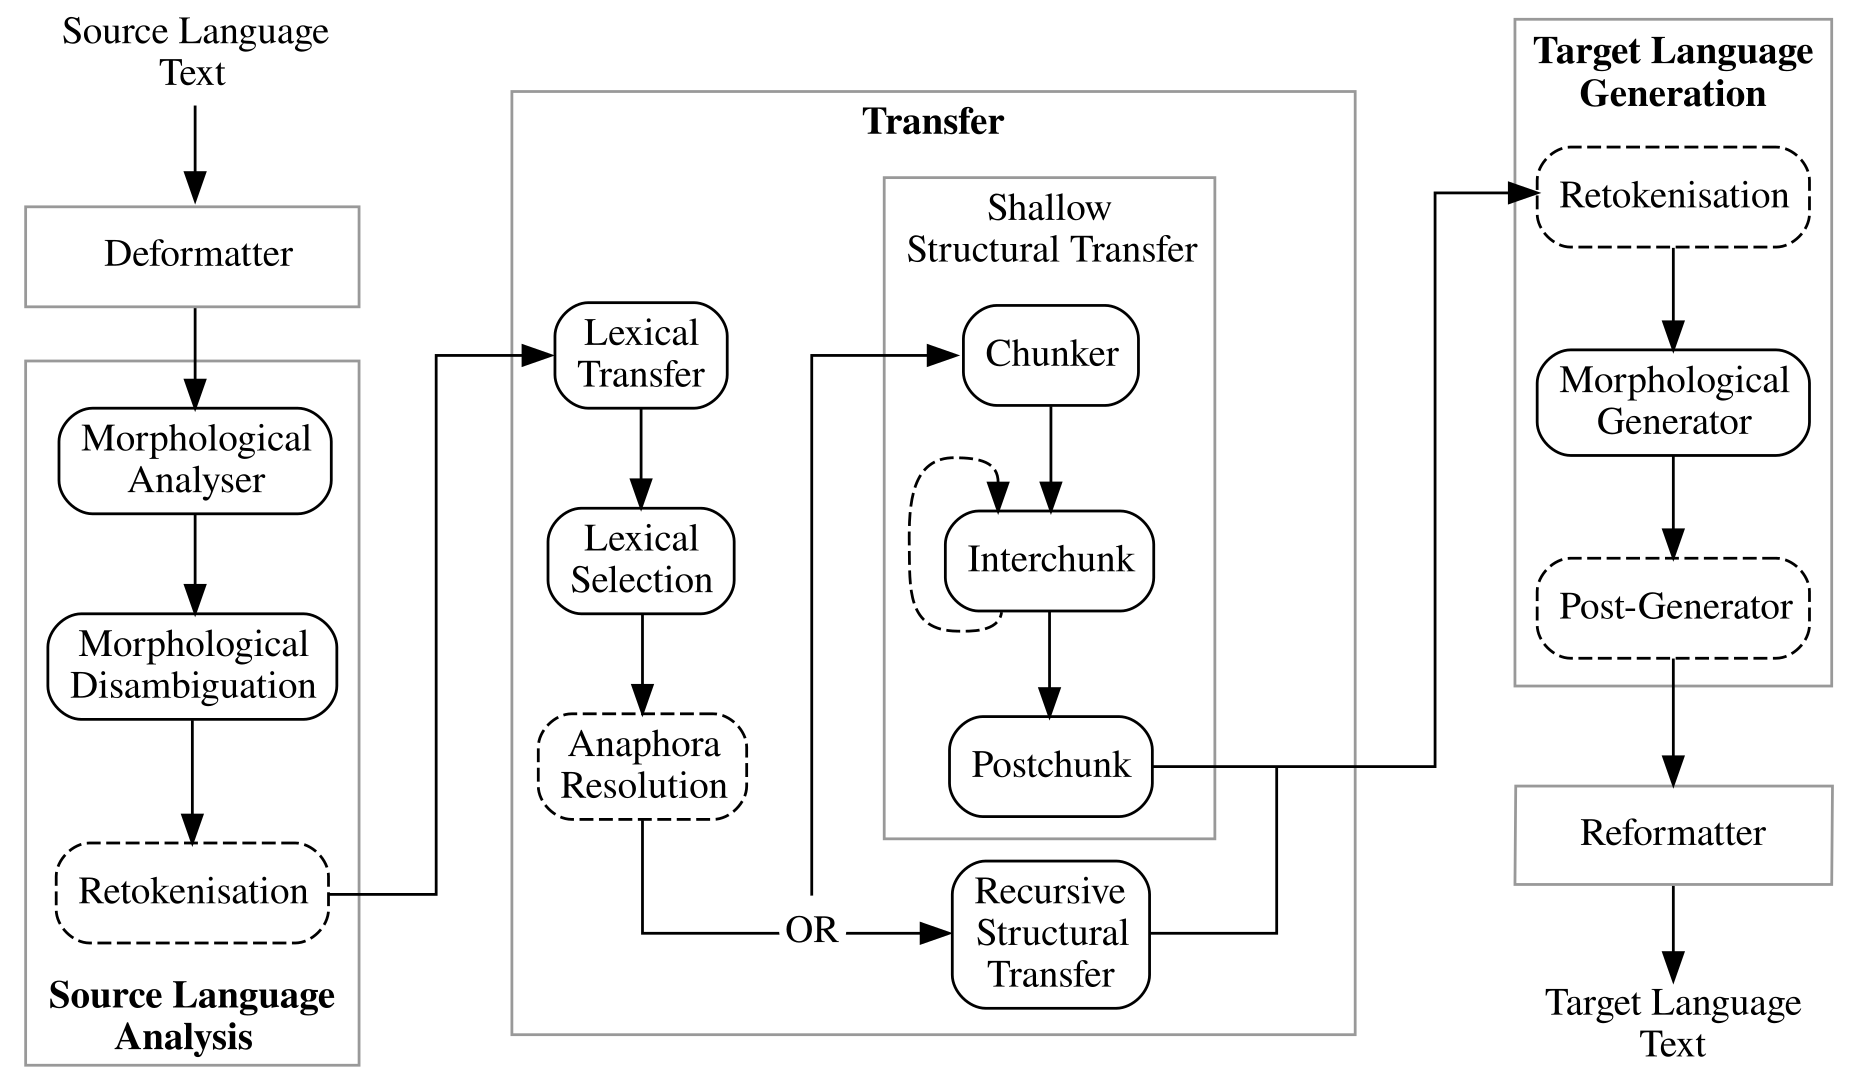 Source Language
Text
Deformatter
Morphological
Analyser
Morphological
Disambiguation
Retokenisation
Source Language
Analysis
Transfer
Lexical
Transfer
Lexical
Selection
Anaphora
Resolution
OR
Shallow
Structural Transfer
Chunker
Interchunk
Postchunk
Recursive
Structural
Transfer
Target Language
Generation
Retokenisation
Morphological
Generator
Post-Generator
Reformatter
Target Language
Text